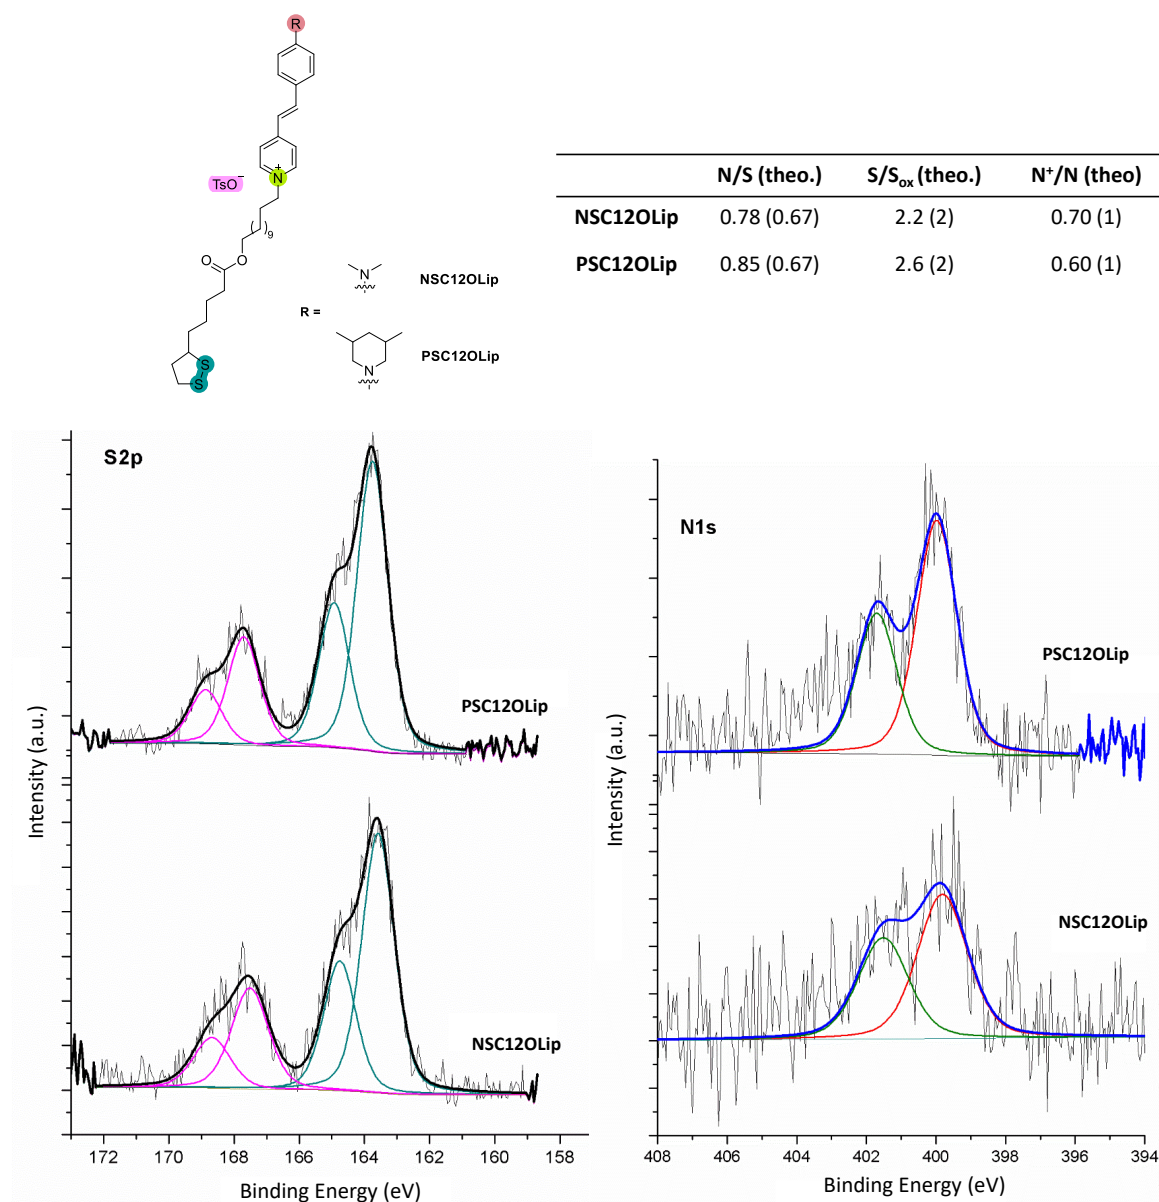 R
N
+
TsO⁻
( )9
O
O
S
S
R =
N
NSC12OLip
N
PSC12OLip
N/S (theo.) S/Sox (theo.) N⁺/N (theo)
NSC12OLip 0.78 (0.67) 2.2 (2) 0.70 (1)
PSC12OLip 0.85 (0.67) 2.6 (2) 0.60 (1)
S2p
PSC12OLip
NSC12OLip
Intensity (a.u.)
172 170 168 166 164 162 160 158
Binding Energy (eV)
N1s
PSC12OLip
NSC12OLip
Intensity (a.u.)
408 406 404 402 400 398 396 394
Binding Energy (eV)